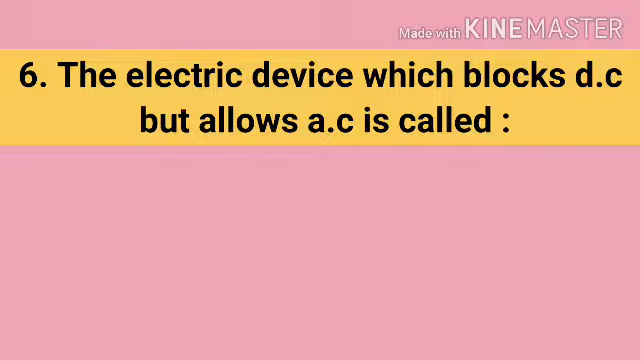 Made with KINEMASTER
6. The electric device which blocks d.c
but allows a.c is called :